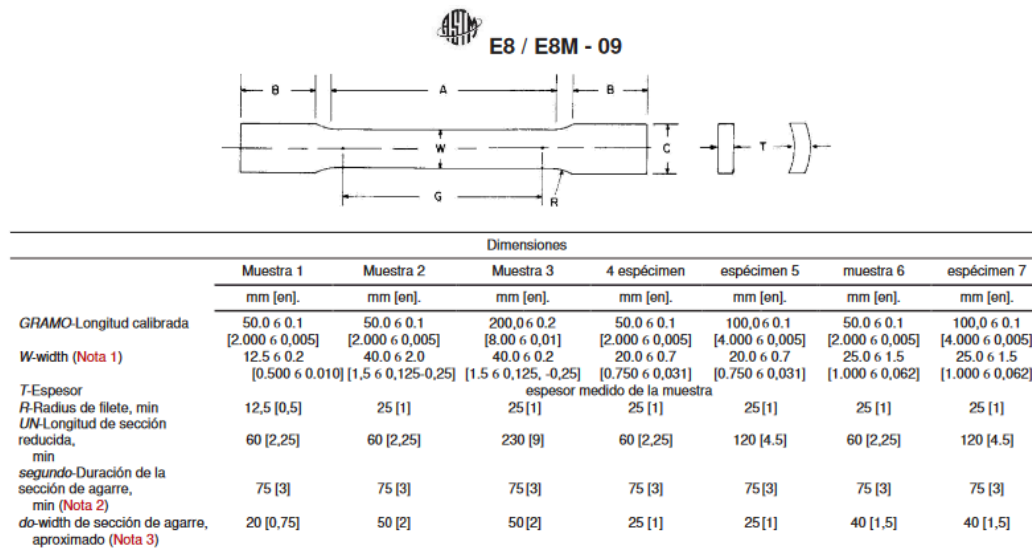 ASTM
E8 / E8M - 09
B A B
W C T
G R
Dimensiones
Muestra 1 Muestra 2 Muestra 3 4 espécimen espécimen 5 muestra 6 espécimen 7
mm [en]. mm [en]. mm [en]. mm [en]. mm [en]. mm [en]. mm [en].
GRAMO-Longitud calibrada 50.0 6 0.1 50.0 6 0.1 200,0 6 0.2 50.0 6 0.1 100,0 6 0.1 50.0 6 0.1 100,0 6 0.1
[2.000 6 0,005] [2.000 6 0,005] [8.00 6 0,01] [2.000 6 0,005] [4.000 6 0,005] [2.000 6 0,005] [4.000 6 0,005]
W-width (Nota 1) 12.5 6 0.2 40.0 6 2.0 40.0 6 0.2 20.0 6 0.7 20.0 6 0.7 25.0 6 1.5 25.0 6 1.5
[0.500 6 0.010] [1,5 6 0,125-0,25] [1.5 6 0,125, -0,25] [0.750 6 0,031] [0.750 6 0,031] [1.000 6 0,062] [1.000 6 0,062]
T-Espesor espesor medido de la muestra
R-Radius de filete, min 12,5 [0,5] 25 [1] 25 [1] 25 [1] 25 [1] 25 [1] 25 [1]
UN-Longitud de sección
reducida, 60 [2,25] 60 [2,25] 230 [9] 60 [2,25] 120 [4.5] 60 [2,25] 120 [4.5]
min
segundo-Duración de la
sección de agarre, 75 [3] 75 [3] 75 [3] 75 [3] 75 [3] 75 [3] 75 [3]
min (Nota 2)
do-width de sección de agarre, 20 [0,75] 50 [2] 50 [2] 25 [1] 25 [1] 40 [1,5] 40 [1,5]
aproximado (Nota 3)